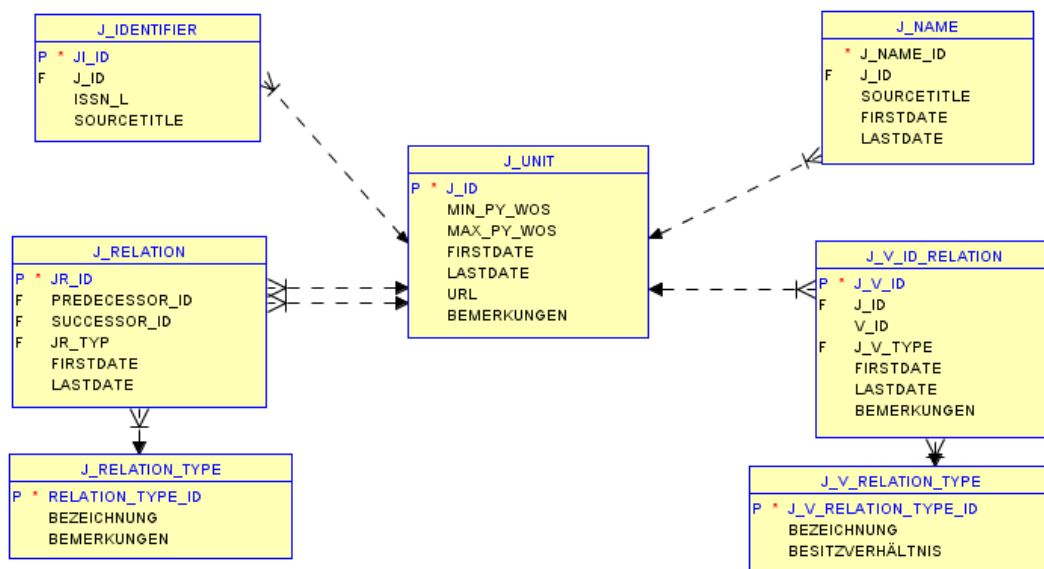 J_IDENTIFIER
P * JI_ID
F J_ID
ISSN_L
SOURCETITLE
J_NAME
* J_NAME_ID
F J_ID
SOURCETITLE
FIRSTDATE
LASTDATE
J_UNIT
P * J_ID
MIN_PY_WOS
MAX_PY_WOS
FIRSTDATE
LASTDATE
URL
BEMERKUNGEN
J_RELATION
P * JR_ID
F PREDECESSOR_ID
F SUCCESSOR_ID
F JR_TYP
FIRSTDATE
LASTDATE
J_V_ID_RELATION
P * J_V_ID
F J_ID
V_ID
F J_V_TYPE
FIRSTDATE
LASTDATE
BEMERKUNGEN
J_RELATION_TYPE
P * RELATION_TYPE_ID
BEZEICHNUNG
BEMERKUNGEN
J_V_RELATION_TYPE
P * J_V_RELATION_TYPE_ID
BEZEICHNUNG
BESITZVERHÄLTNIS